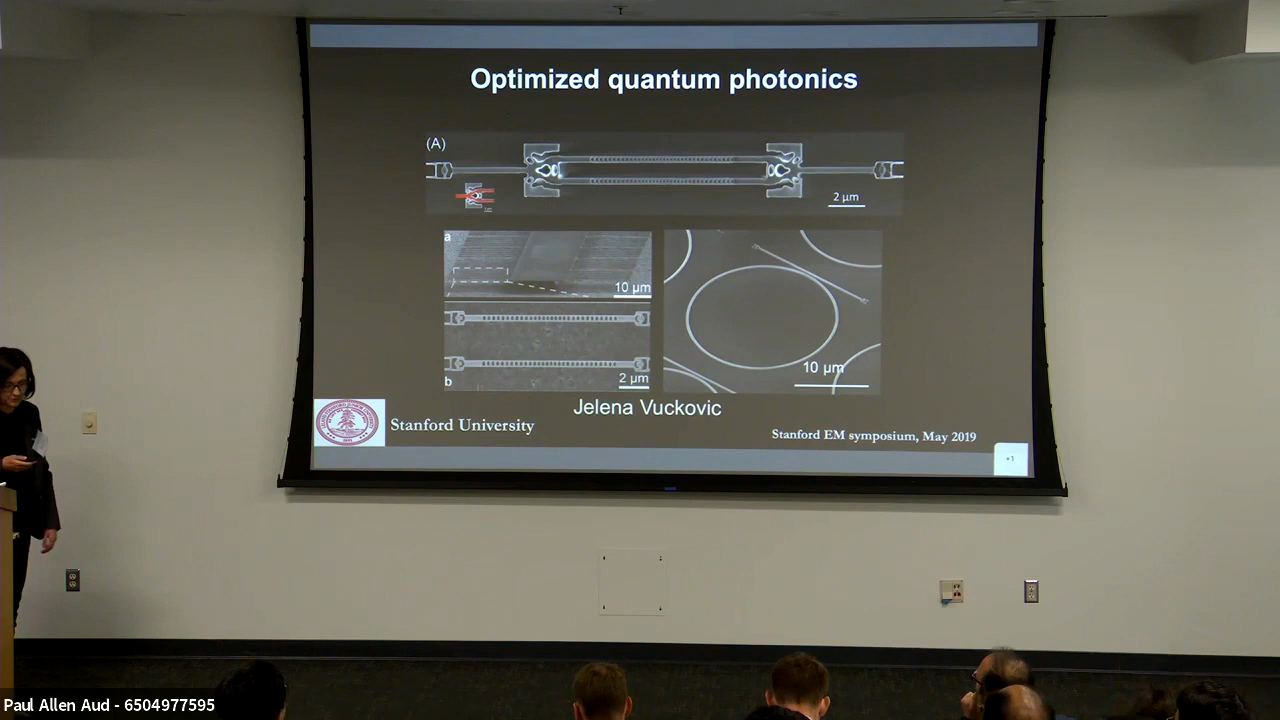 Optimized quantum photonics
(A)
2 μm
a
10 μm
b
2 μm
10 μm
Jelena Vuckovic
Stanford University
Stanford EM symposium, May 2019
Paul Allen Aud - 6504977595